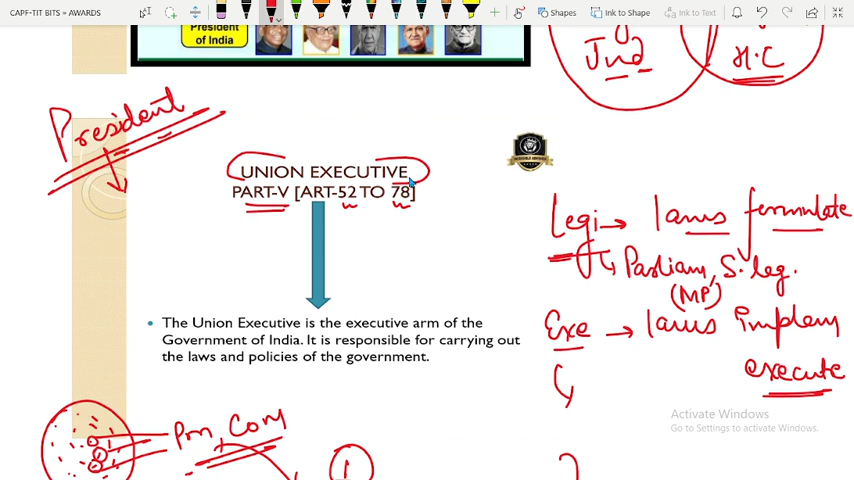 CAPF-TIT BITS = AWARDS
Shapes
Ink to Shape
Ink to Text
President
of India
Jud
H.C
President
UNION EXECUTIVE
PART-V [ART-52 TO 78]
Legi → laws formulate
Parliam, S.leg.
(MP)
Exe → laws implem
execute
• The Union Executive is the executive arm of the
Government of India. It is responsible for carrying out
the laws and policies of the government.
Activate Windows
Go to Settings to activate Windows.
Pm, Com
1